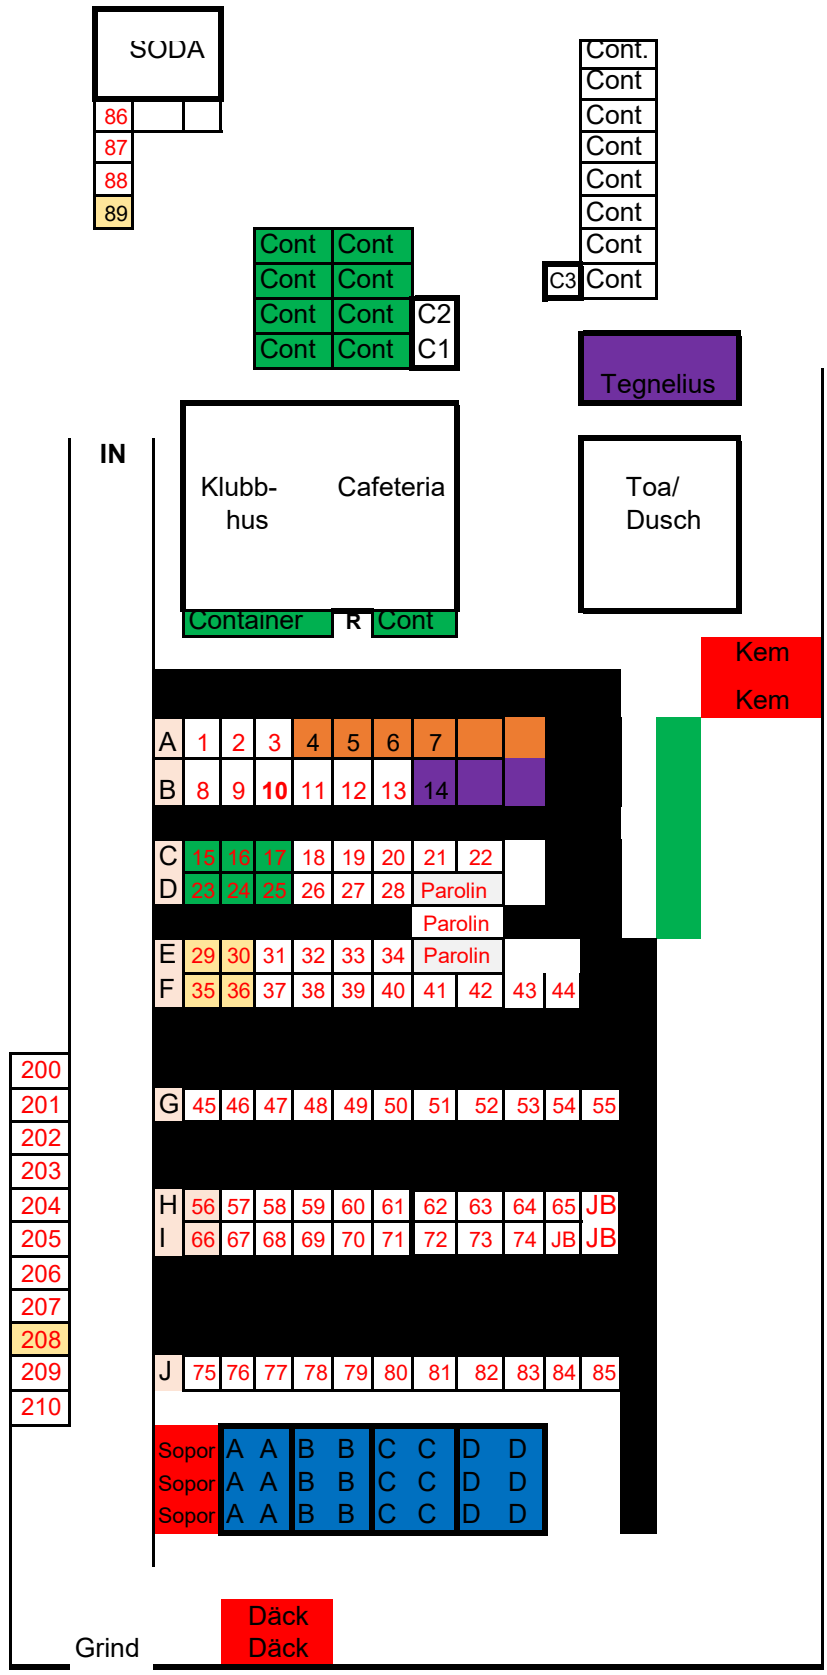 SODA
Cont.
Cont
86
Cont
87
Cont
88
Cont
89
Cont
Cont Cont
Cont
Cont Cont
C3 Cont
Cont Cont C2
Cont Cont C1
Tegnelius
IN
Klubb-
hus
Cafeteria
Toa/
Dusch
Container R Cont
Kem
Kem
A 1 2 3 4 5 6 7
B 8 9 10 11 12 13 14
C 15 16 17 18 19 20 21 22
D 23 24 25 26 27 28 Parolin
Parolin
E 29 30 31 32 33 34 Parolin
F 35 36 37 38 39 40 41 42 43 44
200
201 G 45 46 47 48 49 50 51 52 53 54 55
202
203
204 H 56 57 58 59 60 61 62 63 64 65 JB
205 I 66 67 68 69 70 71 72 73 74 JB JB
206
207
208
209 J 75 76 77 78 79 80 81 82 83 84 85
210
Sopor A A B B C C D D
Sopor A A B B C C D D
Sopor A A B B C C D D
Däck
Grind Däck